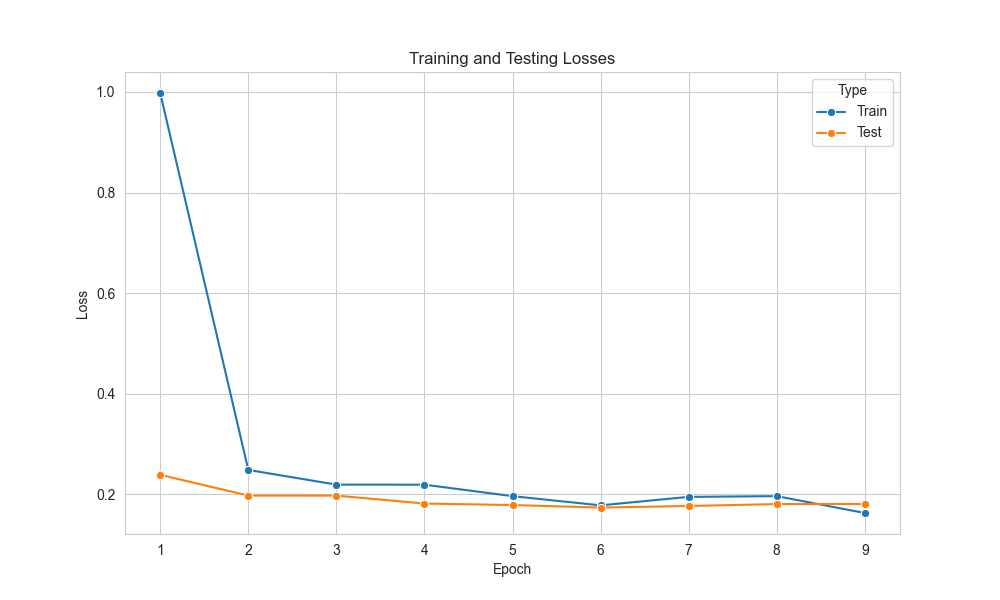 Training and Testing Losses
Type
Train
Test
Loss
1.0
0.8
0.6
0.4
0.2
1 2 3 4 5 6 7 8 9
Epoch